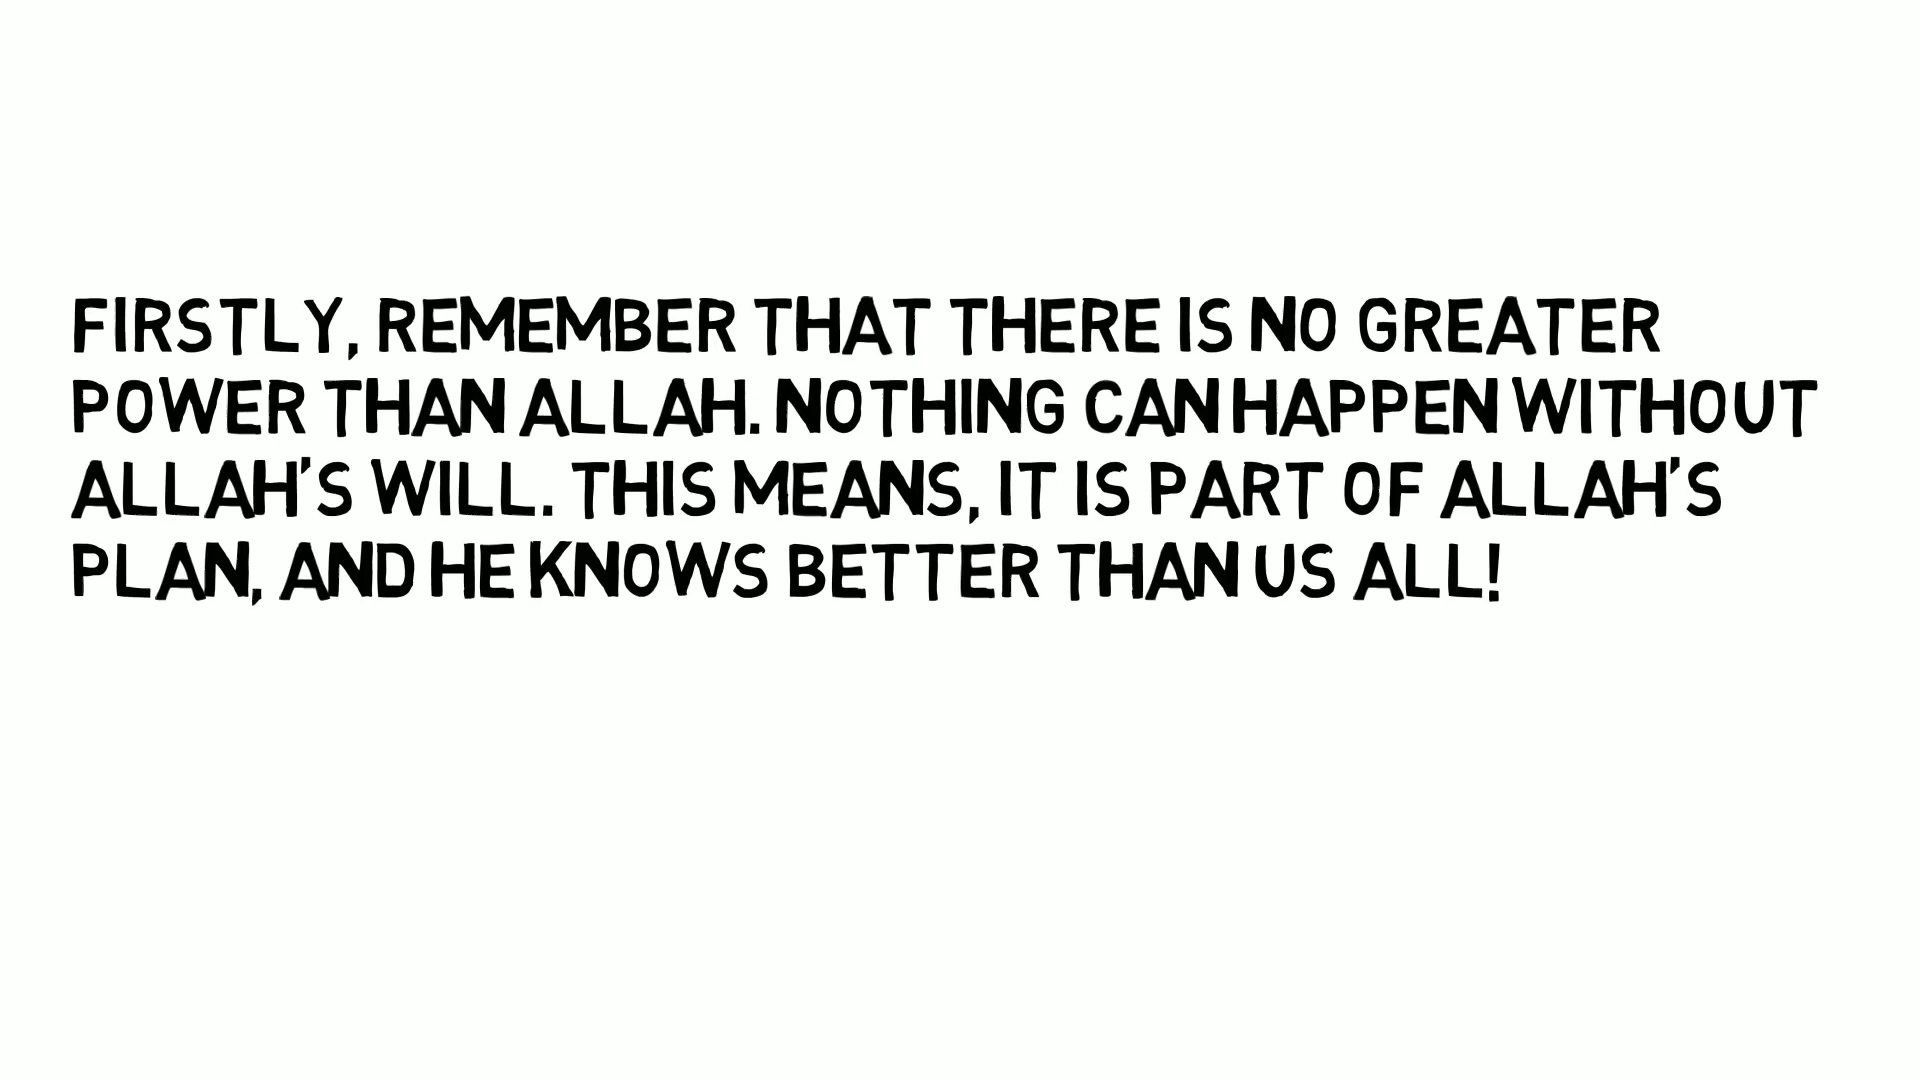 FIRSTLY, REMEMBER THAT THERE IS NO GREATER
POWER THAN ALLAH. NOTHING CAN HAPPEN WITHOUT
ALLAH'S WILL. THIS MEANS, IT IS PART OF ALLAH'S
PLAN, AND HE KNOWS BETTER THAN US ALL!